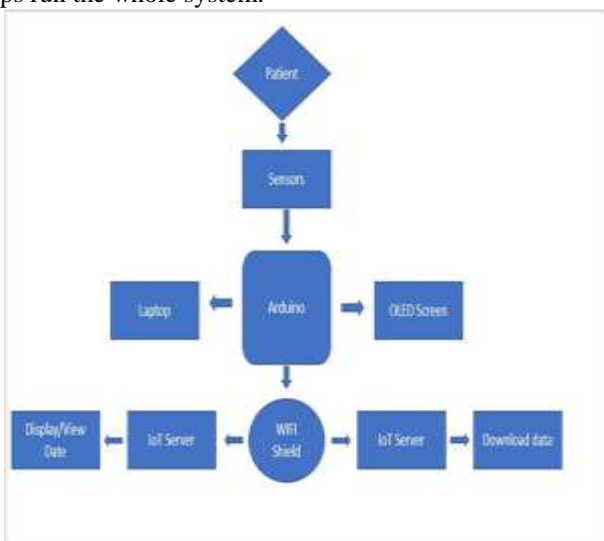 ps run the whole system.
Patient
Sensors
Laptop
Arduino
OLED Screen
Display/View
Date
IoT Server
WIFI
Shield
IoT Server
Download data